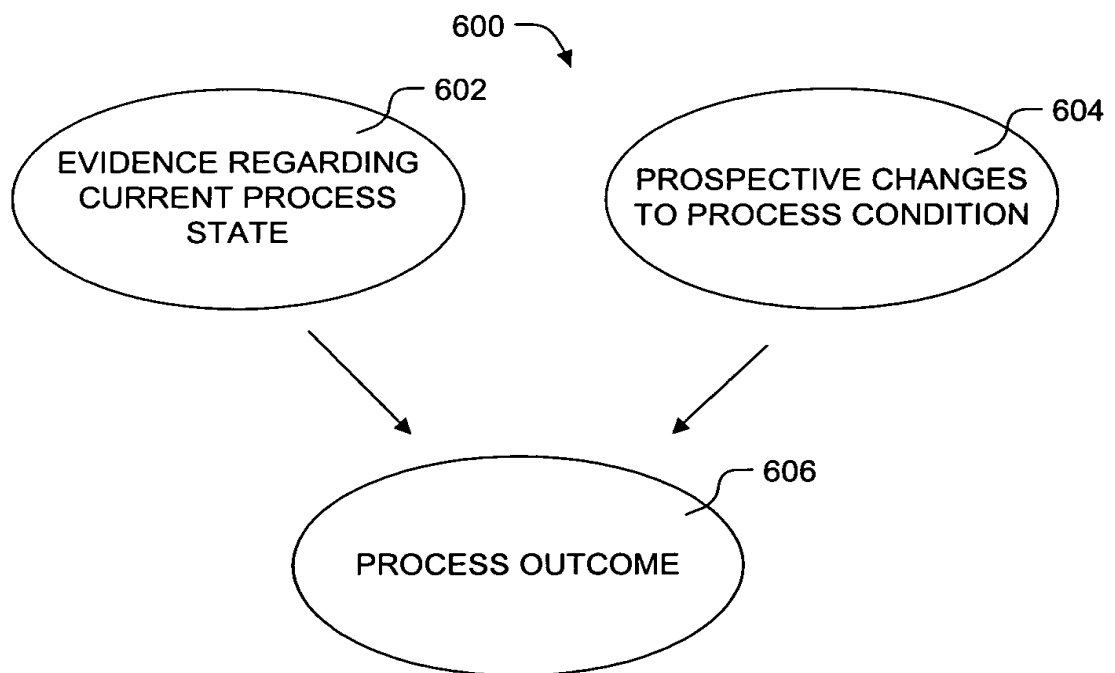 600
602
EVIDENCE REGARDING
CURRENT PROCESS
STATE
604
PROSPECTIVE CHANGES
TO PROCESS CONDITION
606
PROCESS OUTCOME